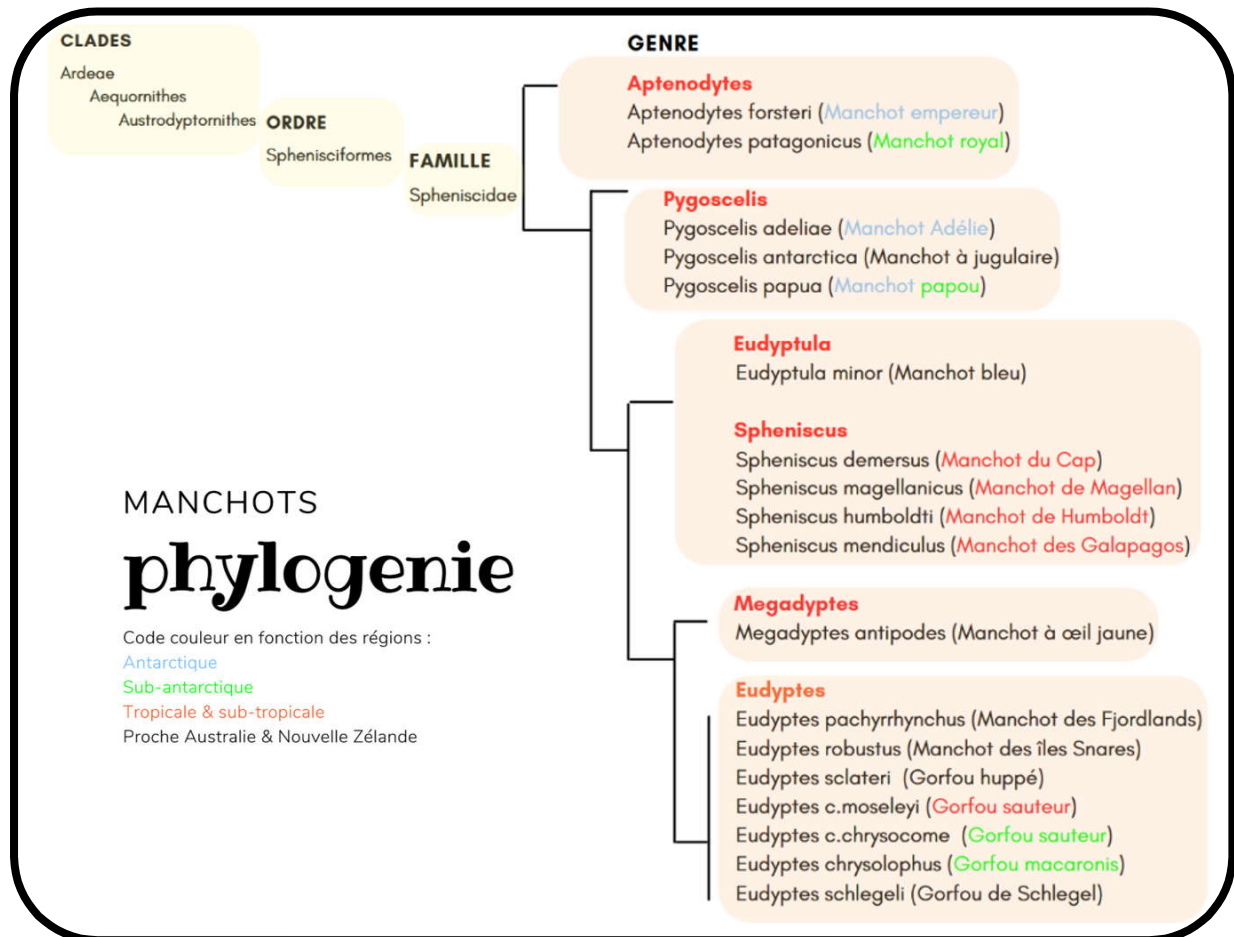 CLADES
Ardeae
Aequornithes
Austrodyptornithes
ORDRE
Sphenisciformes
FAMILLE
Spheniscidae
GENRE
Aptenodytes
Aptenodytes forsteri (Manchot empereur)
Aptenodytes patagonicus (Manchot royal)
Pygoscelis
Pygoscelis adeliae (Manchot Adélie)
Pygoscelis antarctica (Manchot à jugulaire)
Pygoscelis papua (Manchot papou)
Eudyptula
Eudyptula minor (Manchot bleu)
Spheniscus
Spheniscus demersus (Manchot du Cap)
Spheniscus magellanicus (Manchot de Magellan)
Spheniscus humboldti (Manchot de Humboldt)
Spheniscus mendiculus (Manchot des Galapagos)
Megadyptes
Megadyptes antipodes (Manchot à œil jaune)
Eudyptes
Eudyptes pachyrrhynchus (Manchot des Fjordlands)
Eudyptes robustus (Manchot des îles Snares)
Eudyptes sclateri (Gorfou huppé)
Eudyptes c.moseleyi (Gorfou sauteur)
Eudyptes c.chrysocome (Gorfou sauteur)
Eudyptes chrysolophus (Gorfou macaronis)
Eudyptes schlegeli (Gorfou de Schlegel)
MANCHOTS
phylogenie
Code couleur en fonction des régions :
Antarctique
Sub-antarctique
Tropicale & sub-tropicale
Proche Australie & Nouvelle Zélande